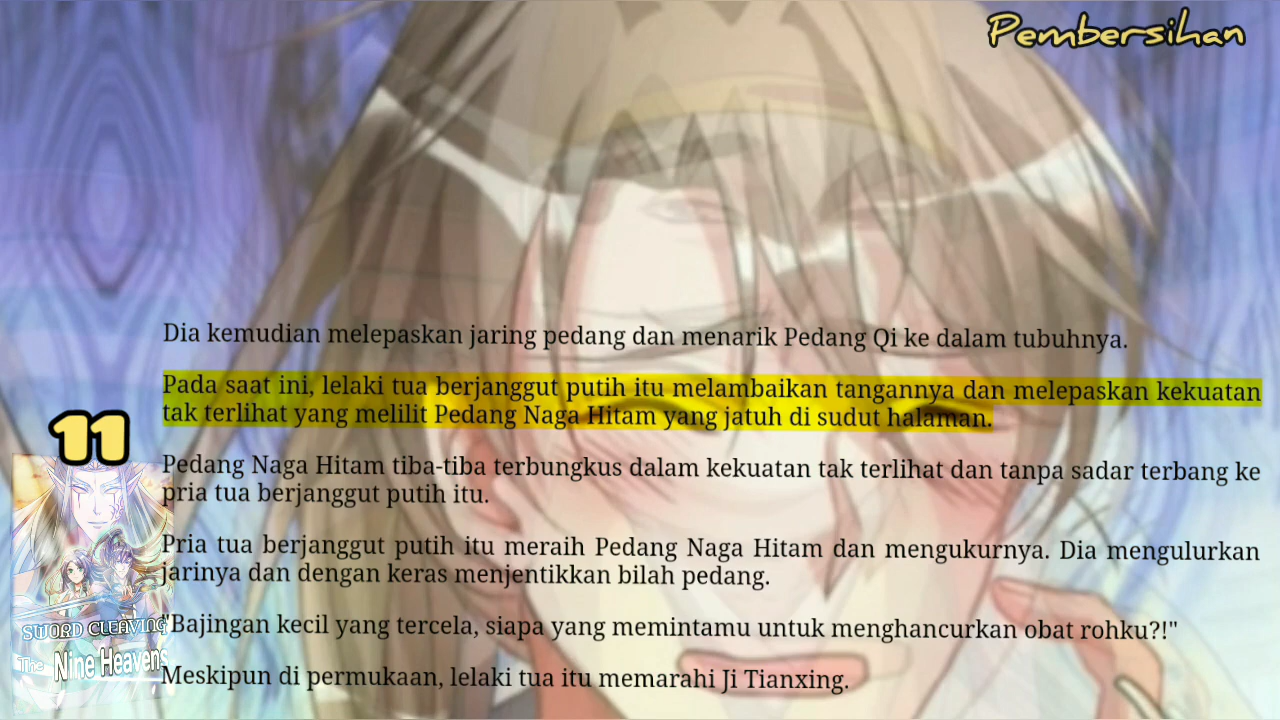 Pembersihan
Dia kemudian melepaskan jaring pedang dan menarik Pedang Qi ke dalam tubuhnya.
Pada saat ini, lelaki tua berjanggut putih itu melambaikan tangannya dan melepaskan kekuatan
tak terlihat yang melilit Pedang Naga Hitam yang jatuh di sudut halaman.
11
Pedang Naga Hitam tiba-tiba terbungkus dalam kekuatan tak terlihat dan tanpa sadar terbang ke
pria tua berjanggut putih itu.
Pria tua berjanggut putih itu meraih Pedang Naga Hitam dan mengukurnya. Dia mengulurkan
jarinya dan dengan keras menjentikkan bilah pedang.
"Bajingan kecil yang tercela, siapa yang memintamu untuk menghancurkan obat rohku?!"
Meskipun di permukaan, lelaki tua itu memarahi Ji Tianxing.
SWORD CLEAVING
The Nine Heavens